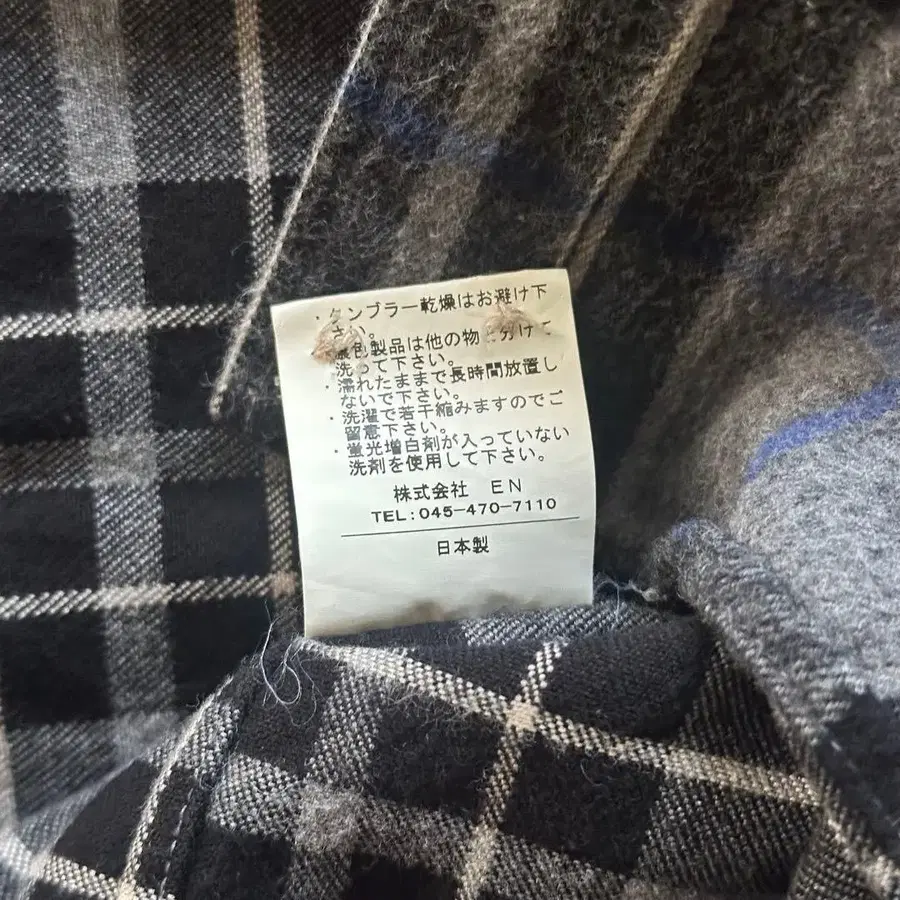 ・タンブラー乾燥はお避け下
さい。
・濃色製品は他の物と分けて
洗って下さい。
・濡れたままで長時間放置し
ないで下さい。
・洗濯で若干縮みますのでご
留意下さい。
・蛍光増白剤が入っていない
洗剤を使用して下さい。
株式会社 EN
TEL:045-470-7110
日本製